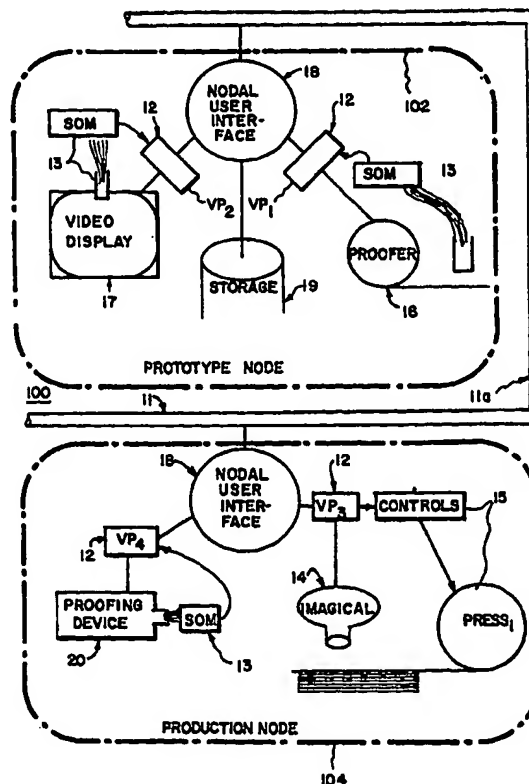 18
12
NODAL
USER
INTER-
FACE
102
12
SOM
13
VIDEO
DISPLAY
17
VP2
VP1
SOM
13
STORAGE
19
PROOFER
16
PROTOTYPE NODE
11a
100
11
18
NODAL
USER
INTER-
FACE
12
VP3
CONTROLS
15
12
VP4
14
IMAGICAL
PROOFING
DEVICE
20
SOM
13
PRESS1
PRODUCTION NODE
104